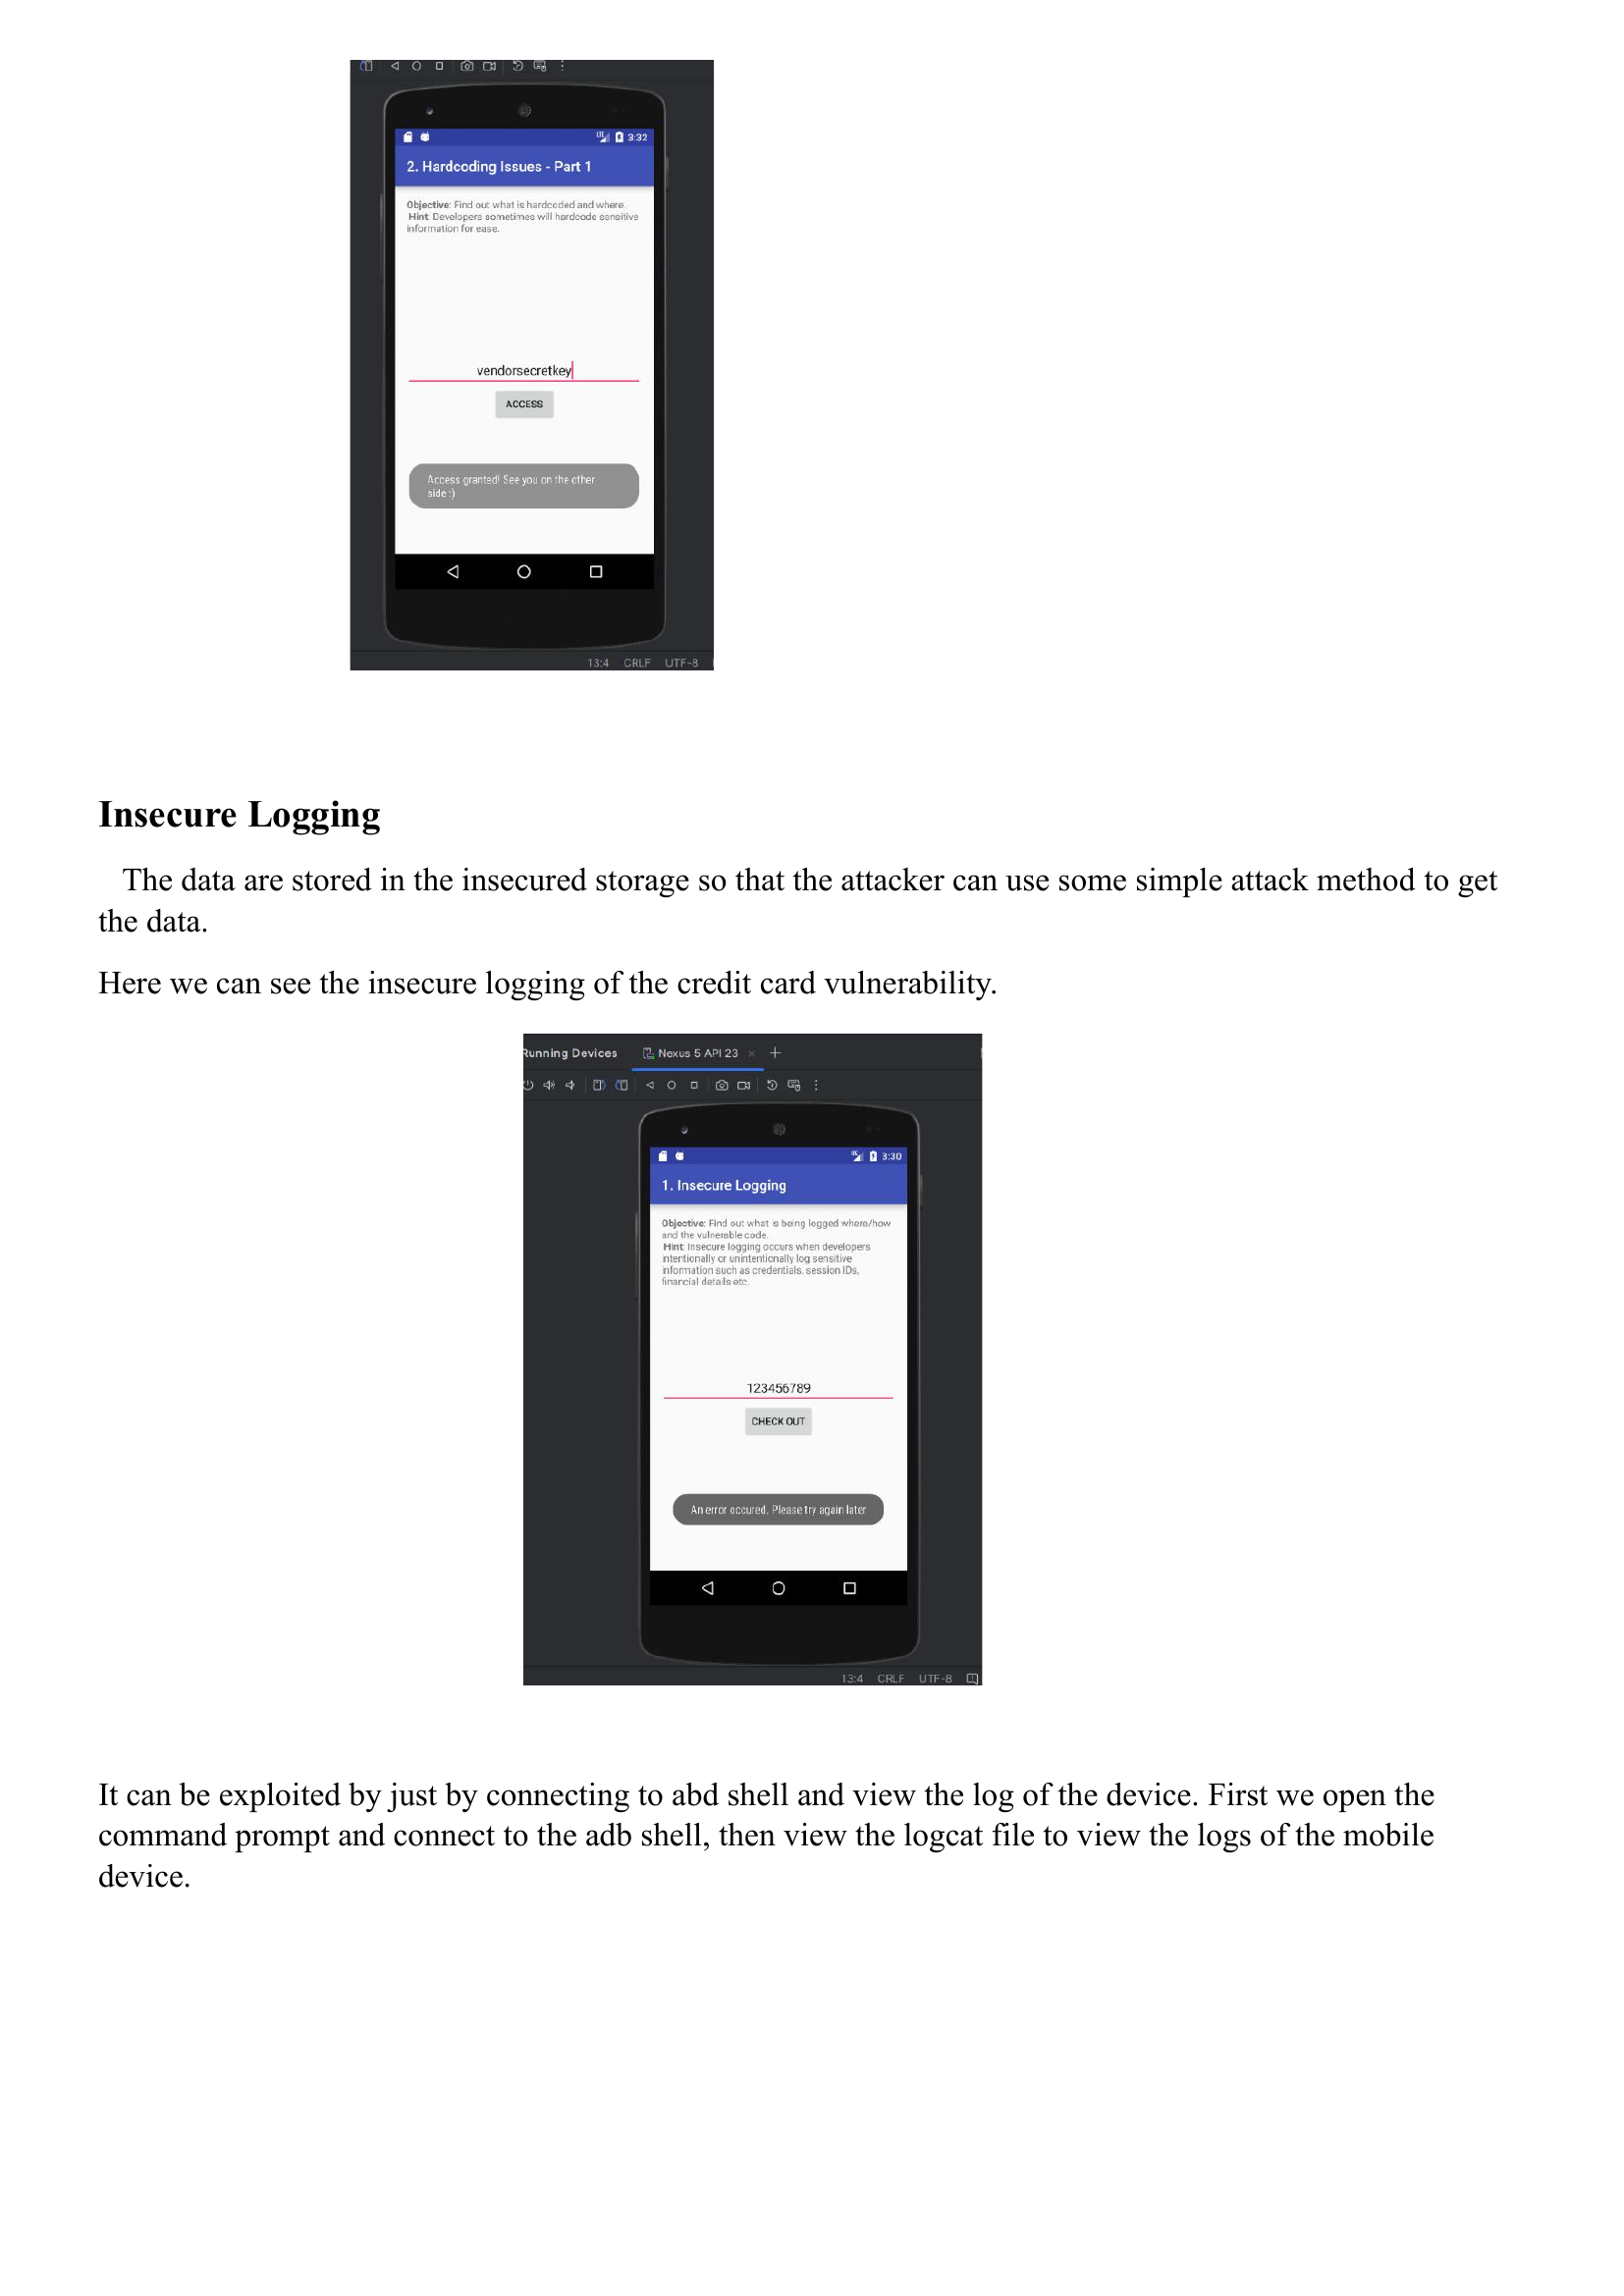 3:32
2. Hardcoding Issues - Part 1
Objective: Find out what is hardcoded and where.
Hint: Developers sometimes will hardcode sensitive
information for ease.
vendorsecretkey
ACCESS
Access granted! See you on the other
side :)
13:4 CRLF UTF-8
Insecure Logging
The data are stored in the insecured storage so that the attacker can use some simple attack method to get
the data.
Here we can see the insecure logging of the credit card vulnerability.
Running Devices Nexus 5 API 23
3:30
1. Insecure Logging
Objective: Find out what is being logged where/how
and the vulnerable code.
Hint: Insecure logging occurs when developers
intentionally or unintentionally log sensitive
information such as credentials, session IDs,
financial details etc.
123456789
CHECK OUT
An error occured. Please try again later
13:4 CRLF UTF-8
It can be exploited by just by connecting to abd shell and view the log of the device. First we open the
command prompt and connect to the adb shell, then view the logcat file to view the logs of the mobile
device.